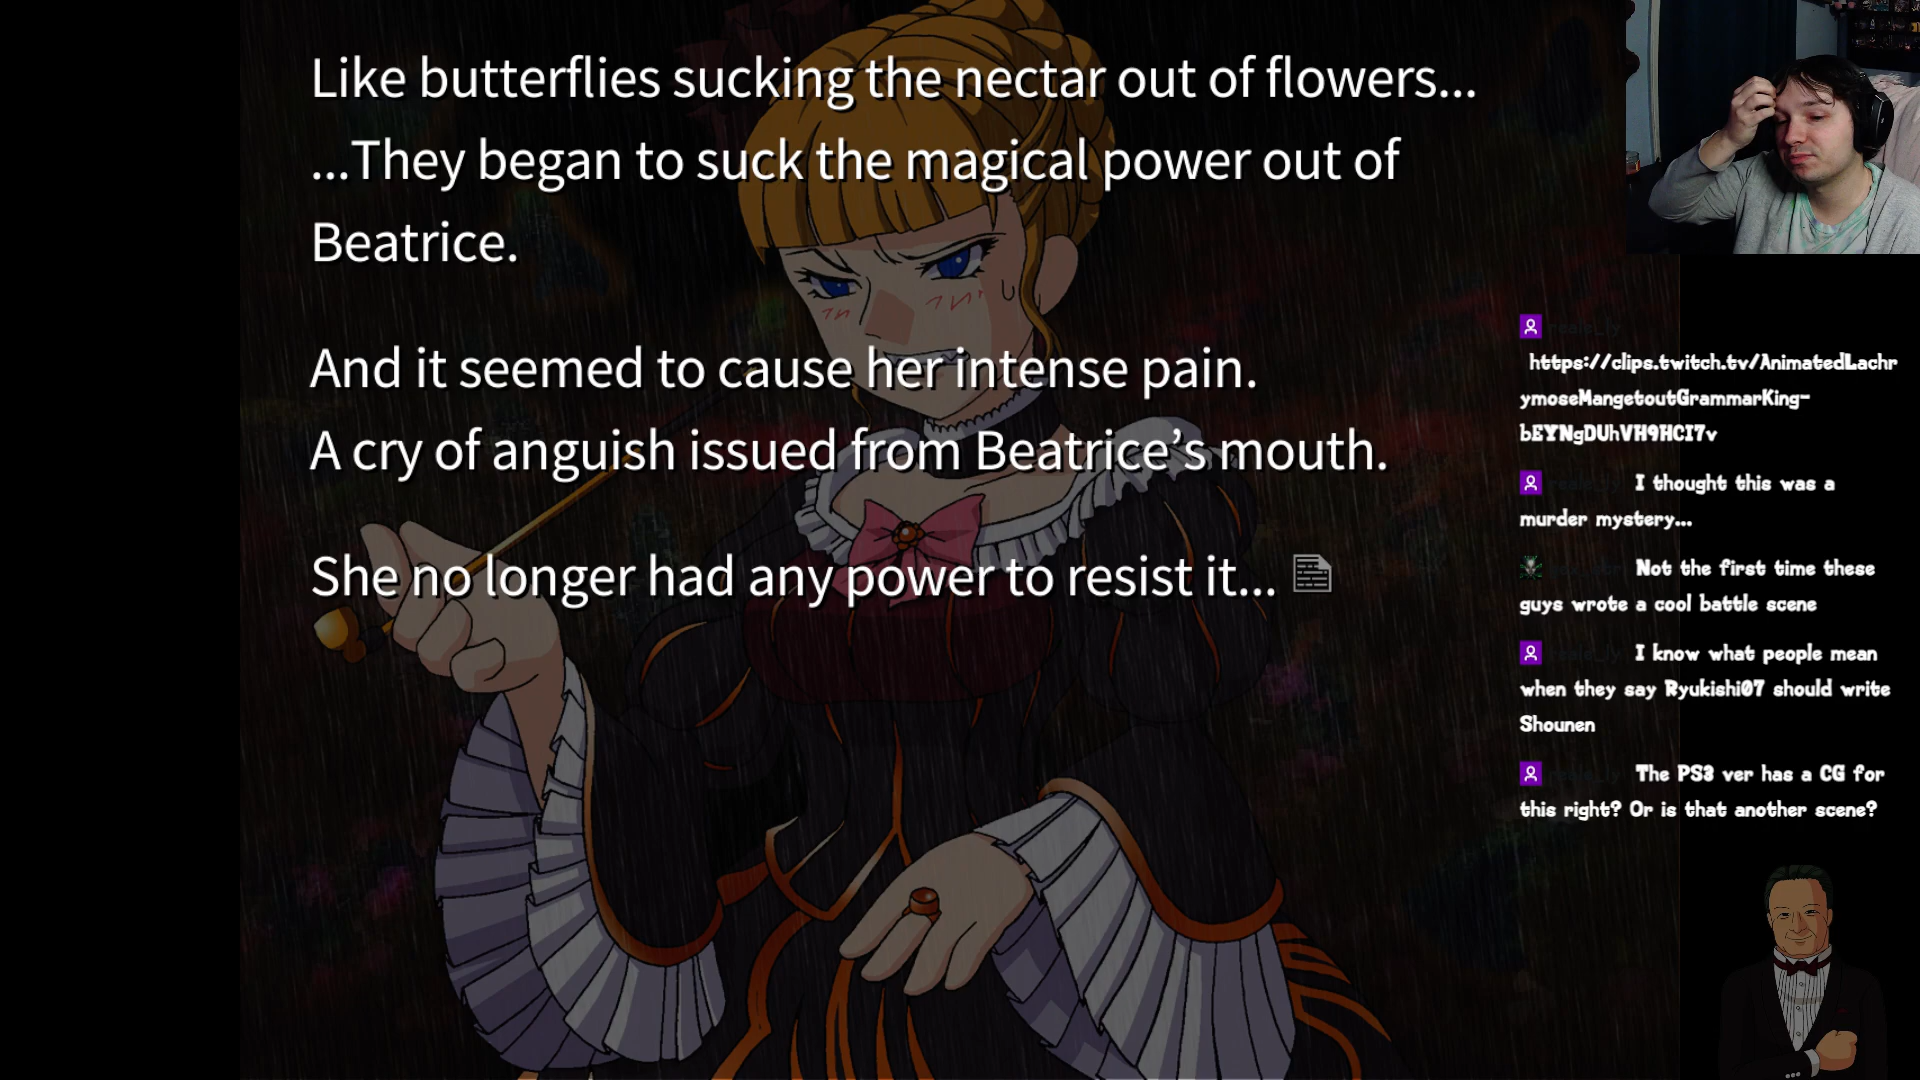 Like butterflies sucking the nectar out of flowers...
...They began to suck the magical power out of
Beatrice.
And it seemed to cause her intense pain.
A cry of anguish issued from Beatrice’s mouth.
She no longer had any power to resist it...
https://clips.twitch.tv/AnimatedLachr
ymoseMangetoutGrammarKing-
bEYNgDUhVH9HCI7v
I thought this was a
murder mystery...
Not the first time these
guys wrote a cool battle scene
I know what people mean
when they say Ryukishi07 should write
Shounen
The PS3 ver has a CG for
this right? Or is that another scene?